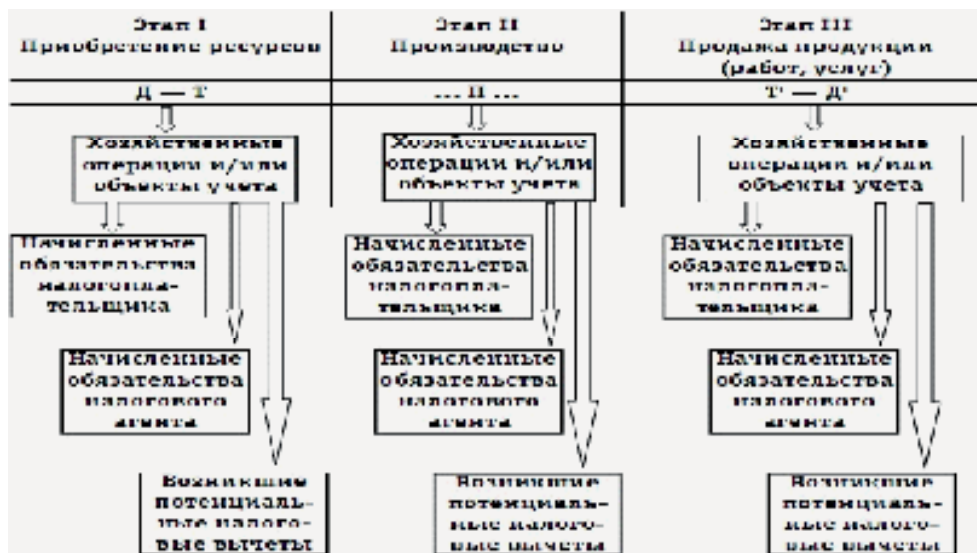 Этап I
Приобретение ресурсов
Этап II
Производство
Этап III
Продажа продукции
(работ, услуг)
Д — Т
... П ...
Т' — Д'
Хозяйственные
операции и/или
объекты учета
Хозяйственные
операции и/или
объекты учета
Хозяйственные
операции и/или
объекты учета
Начисленные
обязательства
налогопла-
тельщика
Начисленные
обязательства
налогопла-
тельщика
Начисленные
обязательства
налогопла-
тельщика
Начисленные
обязательства
налогового
агента
Начисленные
обязательства
налогового
агента
Начисленные
обязательства
налогового
агента
Возникшие
потенциаль-
ные налого-
вые вычеты
Возникшие
потенциаль-
ные налого-
вые вычеты
Возникшие
потенциаль-
ные налого-
вые вычеты